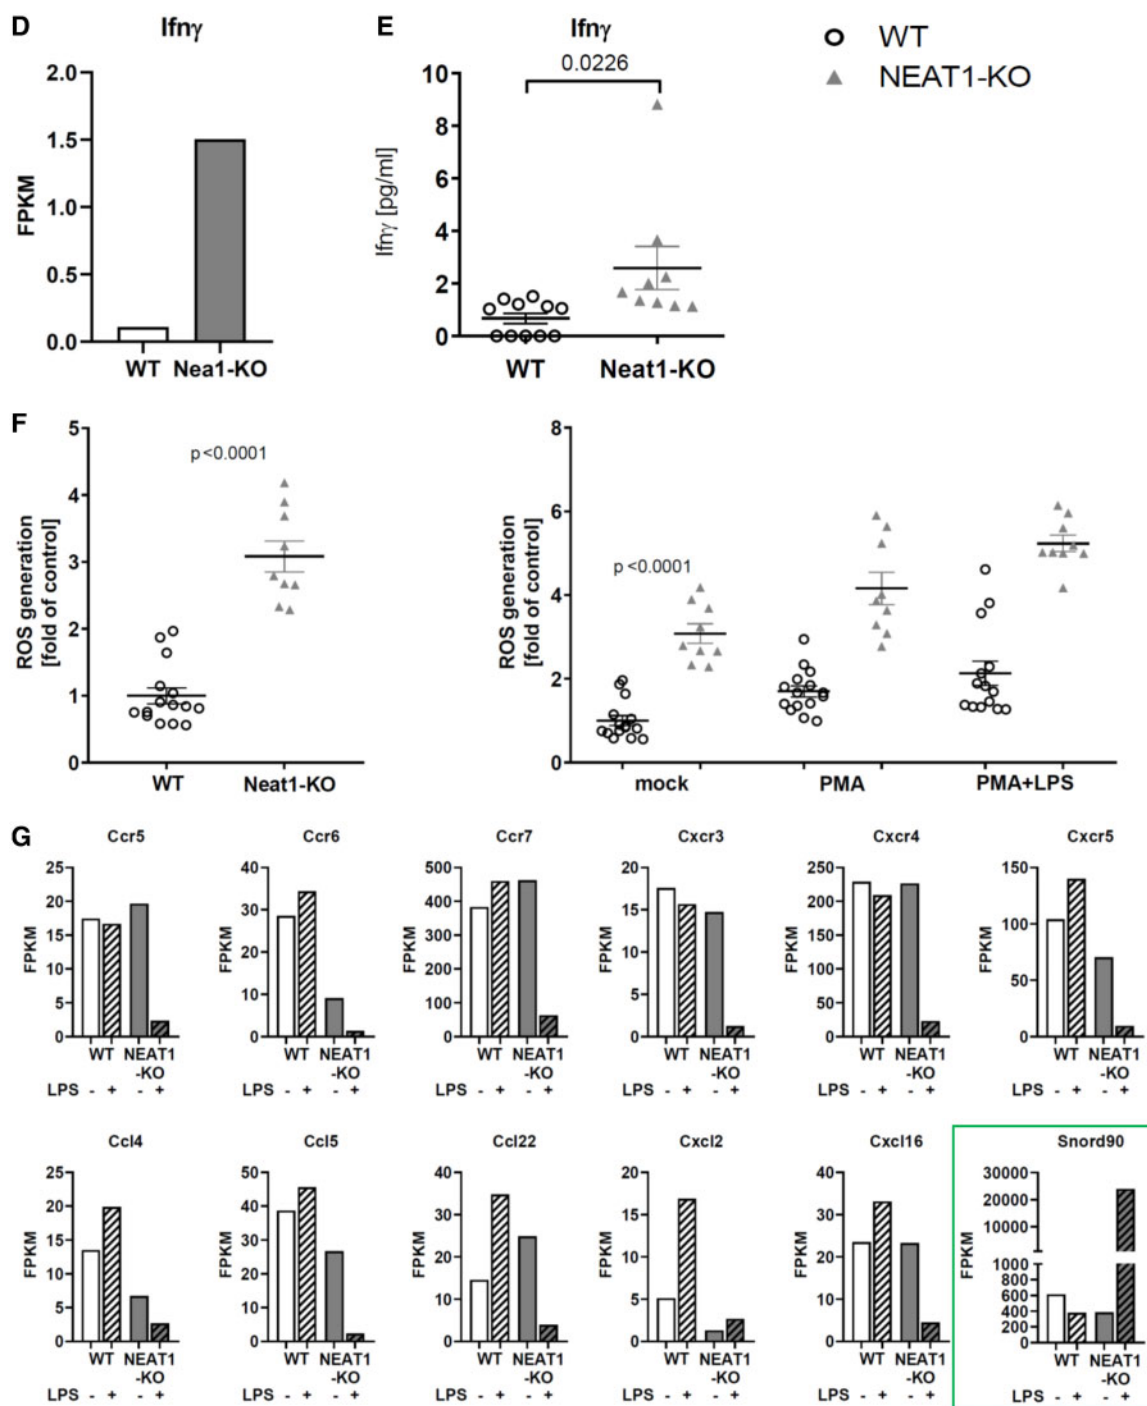 D
Ifnγ
FPKM
2.0
1.5
1.0
0.5
0.0
WT Nea1-KO
E
Ifnγ
0.0226
Ifnγ [pg/ml]
10
8
6
4
2
0
WT Neat1-KO
WT
NEAT1-KO
F
ROS generation
[fold of control]
5
4
3
2
1
0
p<0.0001
WT Neat1-KO
ROS generation
[fold of control]
8
6
4
2
0
p<0.0001
mock PMA PMA+LPS
G
Ccr5
FPKM
25
20
15
10
5
0
WT NEAT1
-KO
LPS - + - +
Ccr6
FPKM
40
30
20
10
0
WT NEAT1
-KO
LPS - + - +
Ccr7
FPKM
500
400
300
200
100
0
WT NEAT1
-KO
LPS - + - +
Cxcr3
FPKM
20
15
10
5
0
WT NEAT1
-KO
LPS - + - +
Cxcr4
FPKM
250
200
150
100
50
0
WT NEAT1
-KO
LPS - + - +
Cxcr5
FPKM
150
100
50
0
WT NEAT1
-KO
LPS - + - +
Ccl4
FPKM
25
20
15
10
5
0
WT NEAT1
-KO
LPS - + - +
Ccl5
FPKM
50
40
30
20
10
0
WT NEAT1
-KO
LPS - + - +
Ccl22
FPKM
40
30
20
10
0
WT NEAT1
-KO
LPS - + - +
Cxcl2
FPKM
20
15
10
5
0
WT NEAT1
-KO
LPS - + - +
Cxcl16
FPKM
40
30
20
10
0
WT NEAT1
-KO
LPS - + - +
Snord90
FPKM
30000
20000
10000
1000
800
600
400
200
0
WT NEAT1
-KO
LPS - + - +